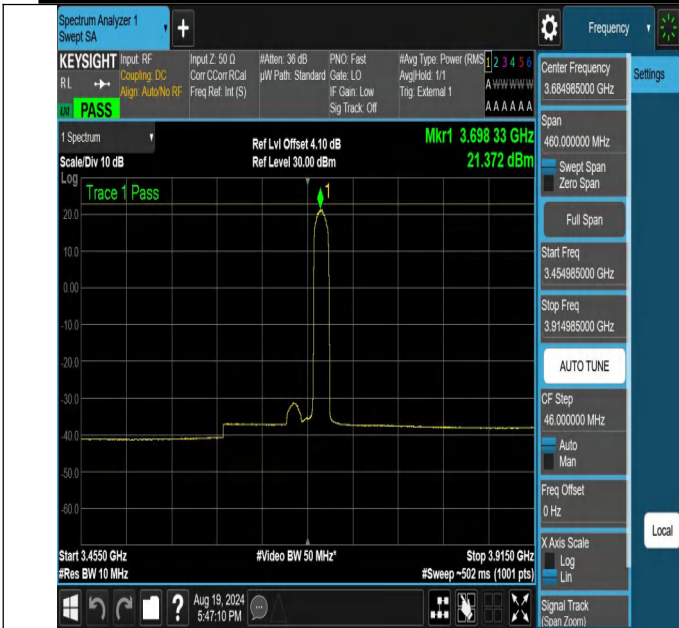 Spectrum Analyzer 1
Swept SA
+
Frequency
KEYSIGHT
RL
PASS
Input: RF
Coupling: DC
Align: Auto/No RF
Input Z: 50 Ω
Corr CCorr RCal
Freq Ref: Int (S)
#Atten: 36 dB
µW Path: Standard
PNO: Fast
Gate: LO
IF Gain: Low
Sig Track: Off
#Avg Type: Power (RMS
Avg|Hold: 1/1
Trig: External 1
1 2 3 4 5 6
A W W W W W
A A A A A A
1 Spectrum
Scale/Div 10 dB
Log
Ref Lvl Offset 4.10 dB
Ref Level 30.00 dBm
Mkr1 3.698 33 GHz
21.372 dBm
Trace 1 Pass
1
20.0
10.0
0.00
-10.0
-20.0
-30.0
-40.0
-50.0
-60.0
Start 3.4550 GHz
#Res BW 10 MHz
#Video BW 50 MHz*
Stop 3.9150 GHz
#Sweep ~502 ms (1001 pts)
Aug 19, 2024
5:47:10 PM
?
Center Frequency
3.684985000 GHz
Span
460.000000 MHz
Swept Span
Zero Span
Full Span
Start Freq
3.454985000 GHz
Stop Freq
3.914985000 GHz
AUTO TUNE
CF Step
46.000000 MHz
Auto
Man
Freq Offset
0 Hz
X Axis Scale
Log
Lin
Signal Track
(Span Zoom)
Settings
Local